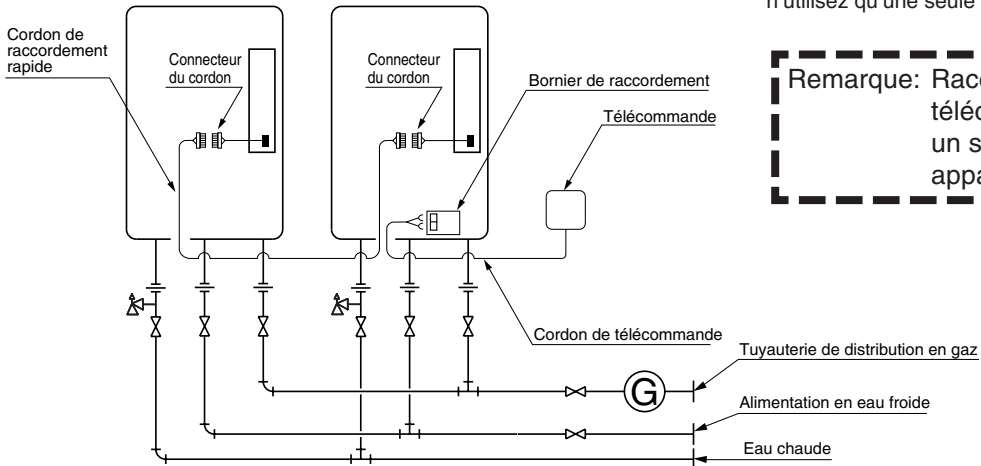 n'utilisez qu'une seule
Cordon de
raccordement
rapide
Connecteur
du cordon
Connecteur
du cordon
Bornier de raccordement
Télécommande
Remarque:
un s
Cordon de télécommande
Tuyauterie de distribution en gaz
G
Alimentation en eau froide
Eau chaude